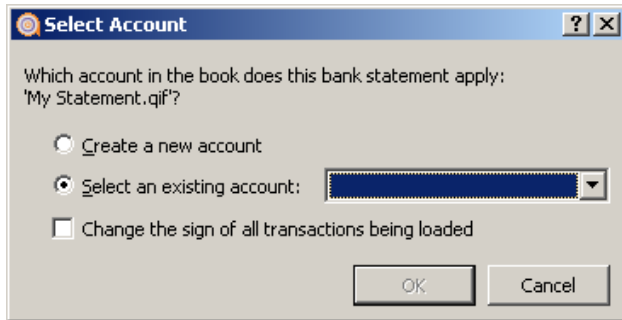 Select Account
Which account in the book does this bank statement apply:
'My Statement.qif'?
Create a new account
Select an existing account:
Change the sign of all transactions being loaded
OK
Cancel